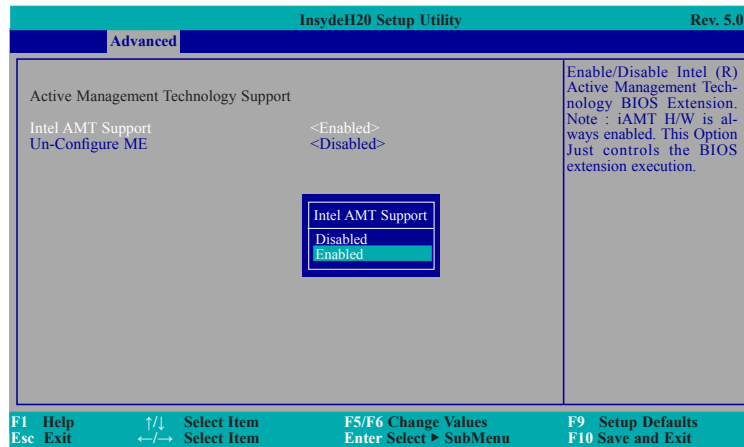 InsydeH20 Setup Utility Rev. 5.0
Advanced
Active Management Technology Support
Intel AMT Support <Enabled>
Un-Configure ME <Disabled>
Intel AMT Support
Disabled
Enabled
Enable/Disable Intel (R)
Active Management Tech-
nology BIOS Extension.
Note : iAMT H/W is al-
ways enabled. This Option
Just controls the BIOS
extension execution.
F1 Help ↑/↓ Select Item F5/F6 Change Values F9 Setup Defaults
Esc Exit ←/→ Select Item Enter Select ▶ SubMenu F10 Save and Exit